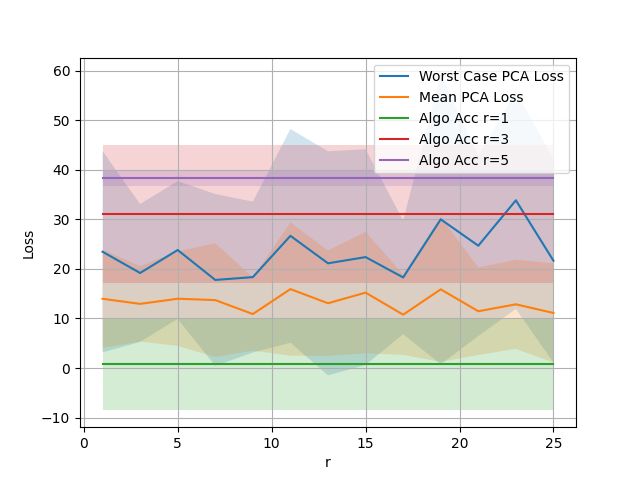 60
50
40
30
20
10
0
−10
Loss
0 5 10 15 20 25
r
Worst Case PCA Loss
Mean PCA Loss
Algo Acc r=1
Algo Acc r=3
Algo Acc r=5